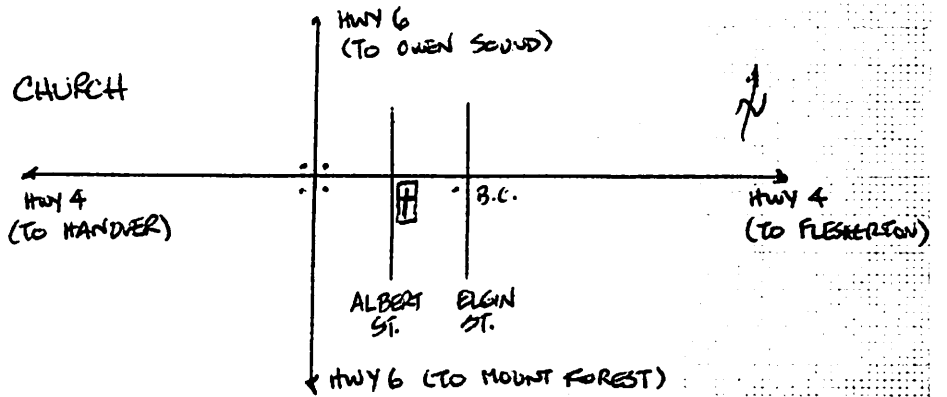 HWY 6
(TO OWEN SOUND)
CHURCH
N
HWY 4
(TO HANOVER)
B.C.
HWY 4
(TO FLESHERTON)
ALBERT
ST.
ELGIN
ST.
HWY 6 (TO MOUNT FOREST)